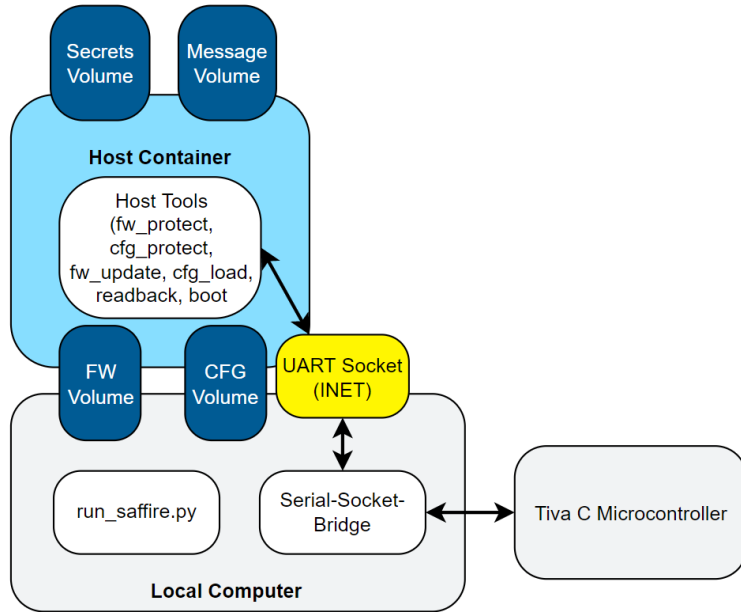 Secrets
Volume
Message
Volume
Host Container
Host Tools
(fw_protect,
cfg_protect,
fw_update, cfg_load,
readback, boot
FW
Volume
CFG
Volume
UART Socket
(INET)
run_saffire.py
Serial-Socket-
Bridge
Tiva C Microcontroller
Local Computer